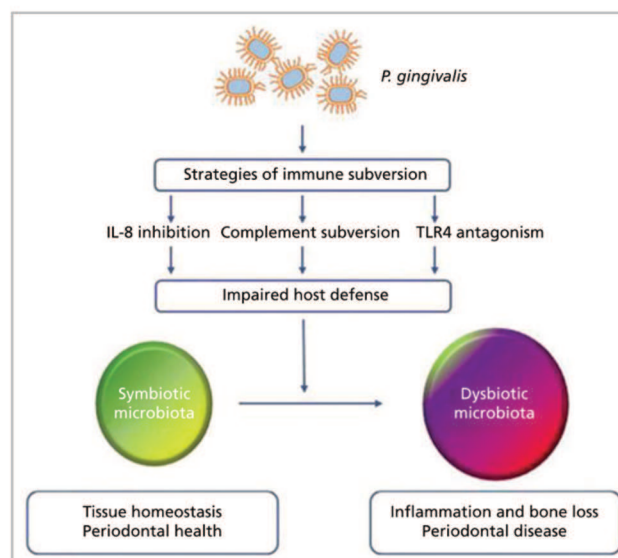 P. gingivalis
Strategies of immune subversion
IL-8 inhibition Complement subversion TLR4 antagonism
Impaired host defense
Symbiotic
microbiota
Dysbiotic
microbiota
Tissue homeostasis
Periodontal health
Inflammation and bone loss
Periodontal disease